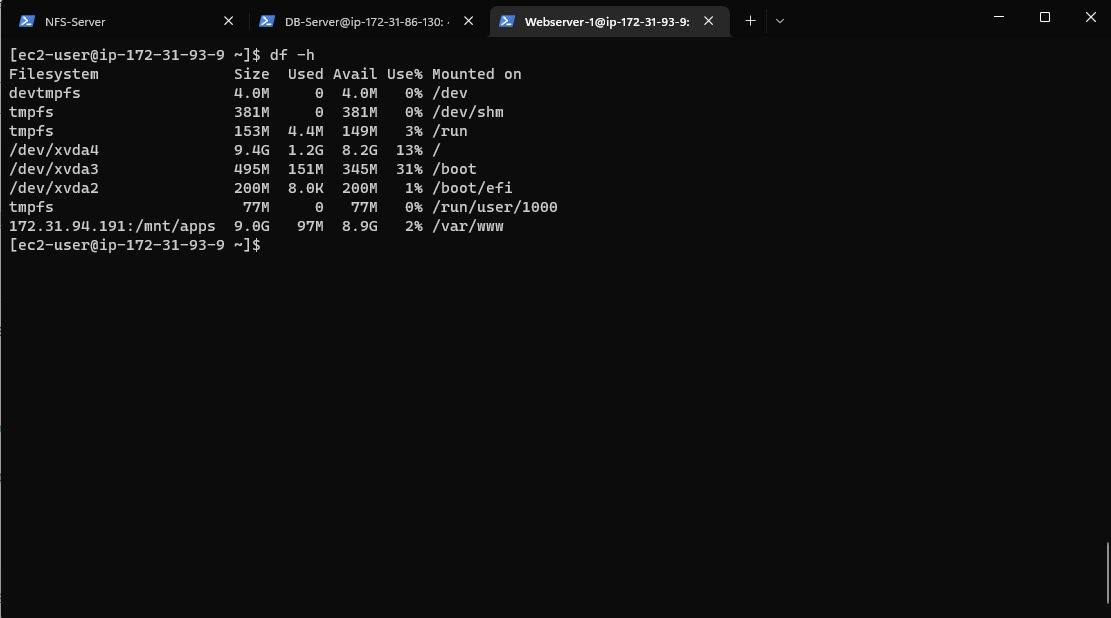 NFS-Server
DB-Server@ip-172-31-86-130: -
Webserver-1@ip-172-31-93-9:
[ec2-user@ip-172-31-93-9 ~]$ df -h
Filesystem               Size  Used Avail Use% Mounted on
devtmpfs                 4.0M     0  4.0M   0% /dev
tmpfs                    381M     0  381M   0% /dev/shm
tmpfs                    153M  4.4M  149M   3% /run
/dev/xvda4               9.4G  1.2G  8.2G  13% /
/dev/xvda3               495M  151M  345M  31% /boot
/dev/xvda2               200M  8.0K  200M   1% /boot/efi
tmpfs                     77M     0   77M   0% /run/user/1000
172.31.94.191:/mnt/apps  9.0G   97M  8.9G   2% /var/www
[ec2-user@ip-172-31-93-9 ~]$